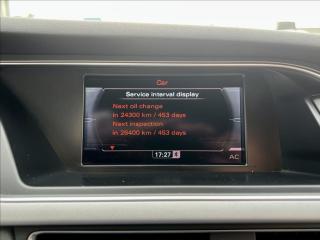 Car
Service interval display
Next oil change
in 24300 km / 453 days
Next inspection
in 26400 km / 453 days
17:27
AC